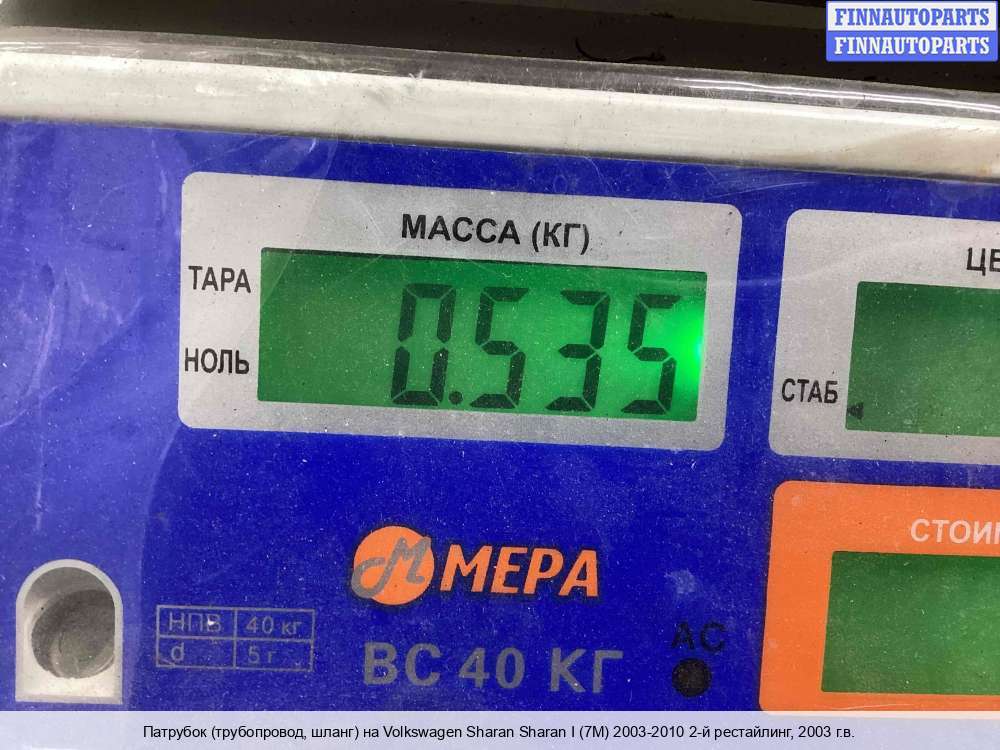 FINNAUTOPARTS
FINNAUTOPARTS
МАССА (КГ)
ТАРА
0.535
НОЛЬ
СТАБ
МЕРА
НПВ 40 кг
d 5 г
ВС 40 КГ
AC
Патрубок (трубопровод, шланг) на Volkswagen Sharan Sharan I (7M) 2003-2010 2-й рестайлинг, 2003 г.в.